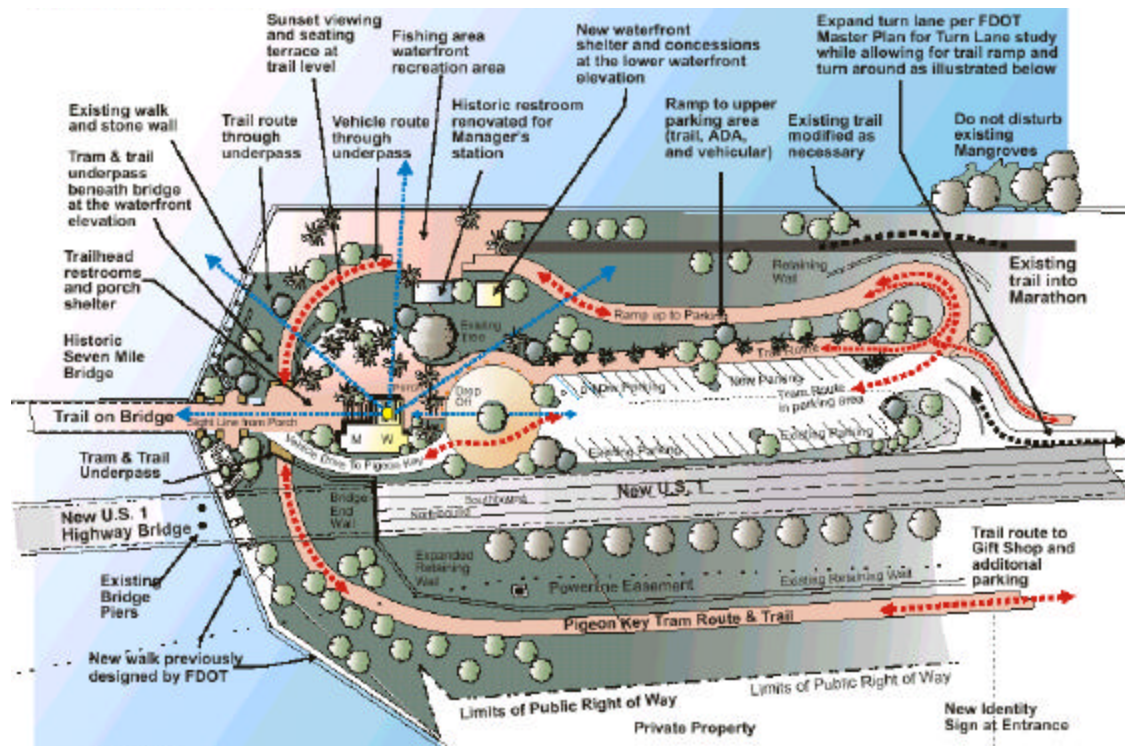 Sunset viewing
and seating
terrace at
trail level
Fishing area
waterfront
recreation area
New waterfront
shelter and concessions
at the lower waterfront
elevation
Expand turn lane per FDOT
Master Plan for Turn Lane study
while allowing for trail ramp and
turn around as illustrated below
Existing walk
and stone wall
Trail route
through
underpass
Vehicle route
through
underpass
Historic restroom
renovated for
Manager's
station
Ramp to upper
parking area
(trail, ADA,
and vehicular)
Existing trail
modified as
necessary
Do not disturb
existing
Mangroves
Tram & trail
underpass
beneath bridge
at the waterfront
elevation
Trailhead
restrooms
and porch
shelter
Retaining
Wall
Existing
trail into
Marathon
Historic
Seven Mile
Bridge
Existing
tree
Ramp up to Parking
Trail Route
Porch
Drop
Off
New Parking
New Parking
Tram Route
in parking area
Trail on Bridge
Sight Line from Porch
M W
Vehicle Drive To Pigeon Key
Existing Parking
Existing Parking
Tram & Trail
Underpass
New U.S. 1
Southbound
Northbound
New U.S. 1
Highway Bridge
Bridge
End
Wall
Existing
Bridge
Piers
Expanded
Retaining
Wall
Powerline Easement
Existing Retaining Wall
Trail route to
Gift Shop and
additonal
parking
Pigeon Key Tram Route & Trail
New walk previously
designed by FDOT
Limits of Public Right of Way
Limits of Public Right of Way
Private Property
New Identity
Sign at Entrance